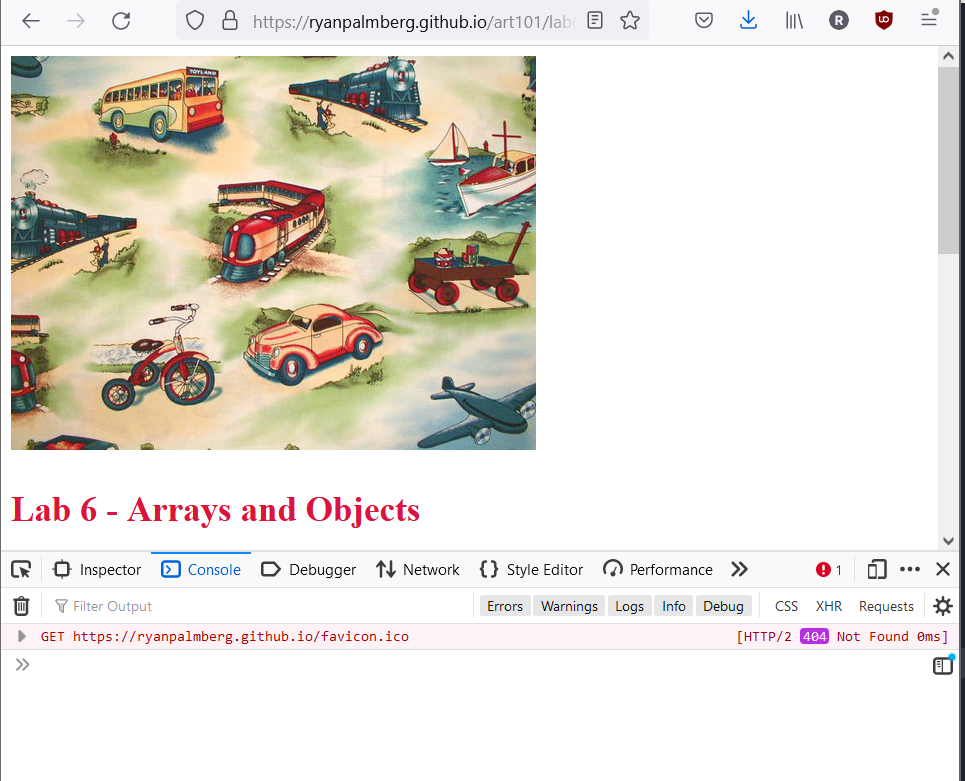 https://ryanpalmberg.github.io/art101/lab
R
TOYLAND
Lab 6 - Arrays and Objects
Inspector Console Debugger Network Style Editor Performance 1
Filter Output Errors Warnings Logs Info Debug CSS XHR Requests
GET https://ryanpalmberg.github.io/favicon.ico [HTTP/2 404 Not Found 0ms]